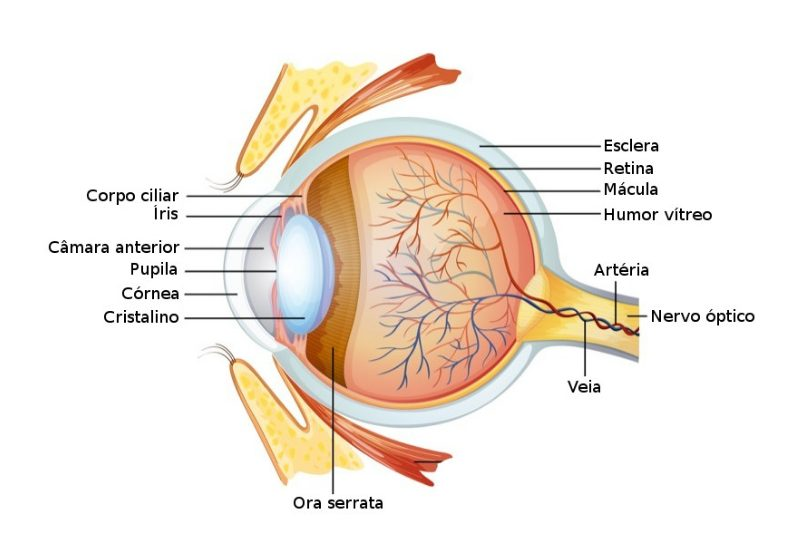 Corpo ciliar
Íris
Câmara anterior
Pupila
Córnea
Cristalino
Esclera
Retina
Mácula
Humor vítreo
Artéria
Nervo óptico
Veia
Ora serrata